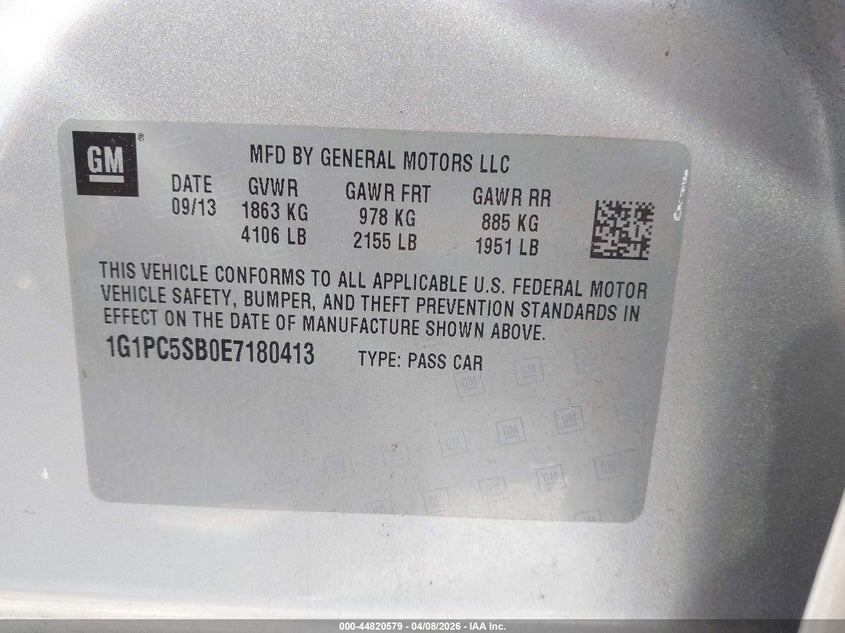 GM ®
MFD BY GENERAL MOTORS LLC
DATE GVWR GAWR FRT GAWR RR
09/13 1863 KG 978 KG 885 KG
4106 LB 2155 LB 1951 LB
THIS VEHICLE CONFORMS TO ALL APPLICABLE U.S. FEDERAL MOTOR
VEHICLE SAFETY, BUMPER, AND THEFT PREVENTION STANDARDS IN
EFFECT ON THE DATE OF MANUFACTURE SHOWN ABOVE.
1G1PC5SB0E7180413 TYPE: PASS CAR
GM GM GM
000-44820579 - 04/08/2026 - IAA Inc.